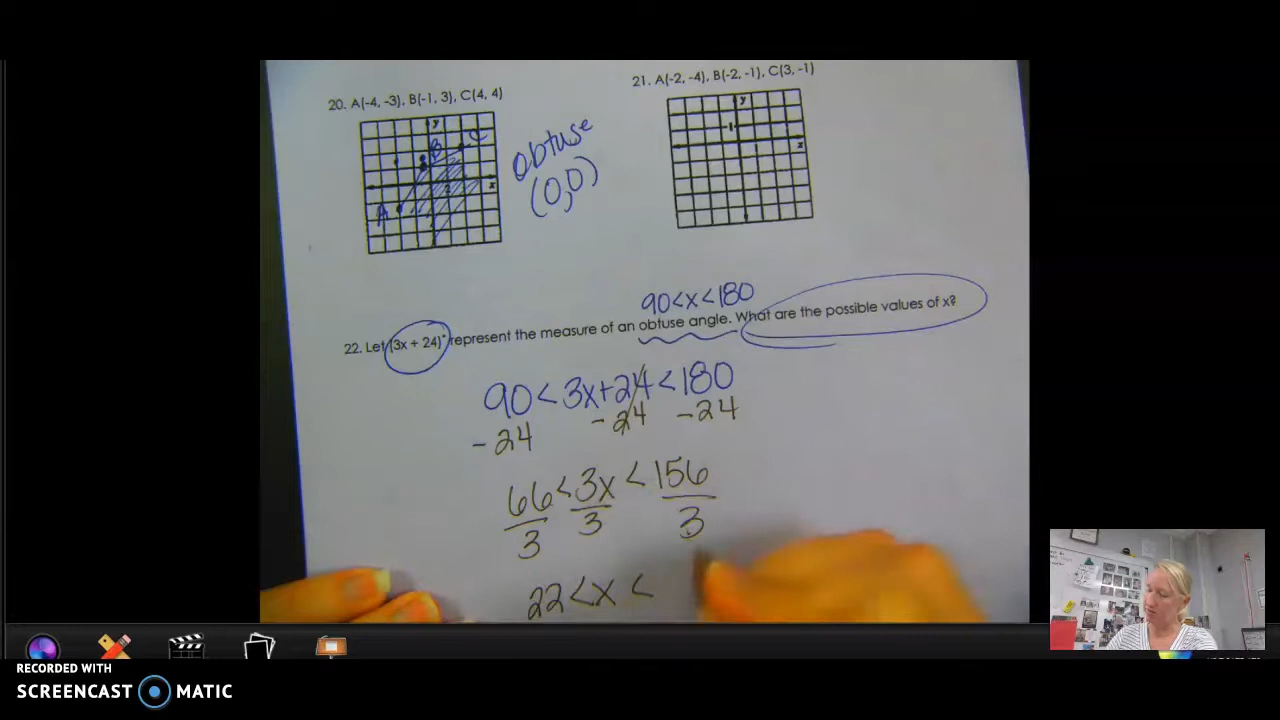 20. A(-4, -3), B(-1, 3), C(4, 4)
21. A(-2, -4), B(-2, -1), C(3, -1)
y
B
C
A
x
2
obtuse
(0,0)
y
-1
x
90<x<180
22. Let (3x + 24)° represent the measure of an obtuse angle. What are the possible values of x?
90 < 3x+24 < 180
-24 -24 -24
66 < 3x < 156
3 3 3
22 < x <
RECORDED WITH
SCREENCAST MATIC